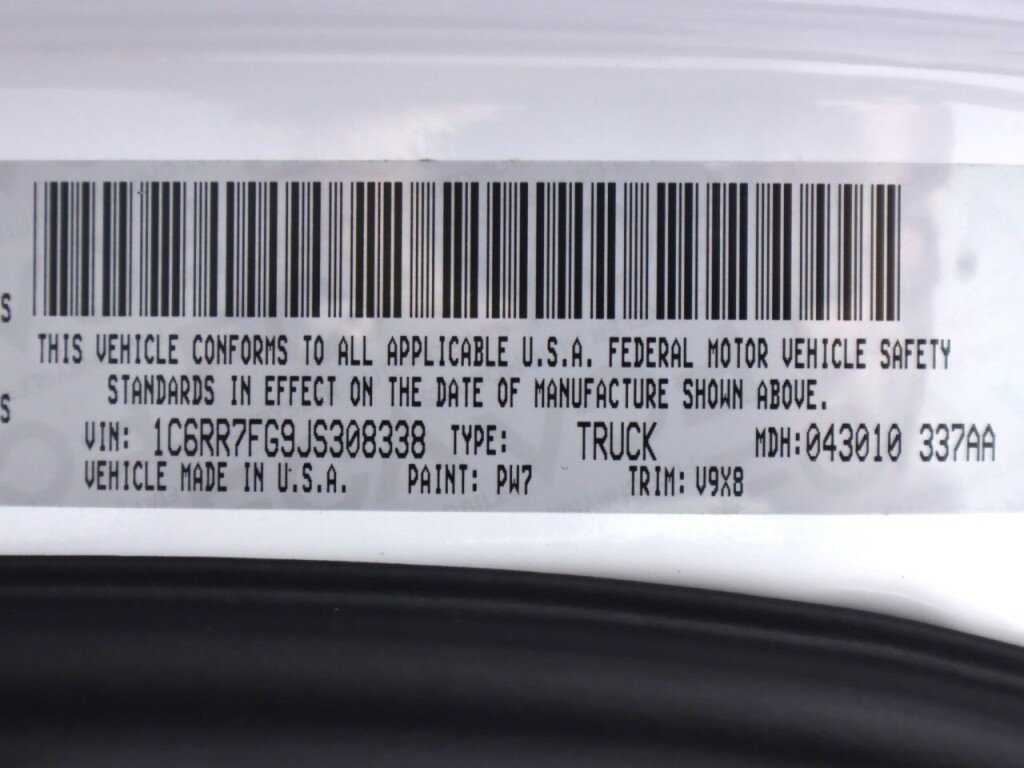 S
THIS VEHICLE CONFORMS TO ALL APPLICABLE U.S.A. FEDERAL MOTOR VEHICLE SAFETY
S
STANDARDS IN EFFECT ON THE DATE OF MANUFACTURE SHOWN ABOVE.
VIN: 1C6RR7FG9JS308338 TYPE: TRUCK MDH:043010 337AA
VEHICLE MADE IN U.S.A. PAINT: PW7 TRIM: V9X8